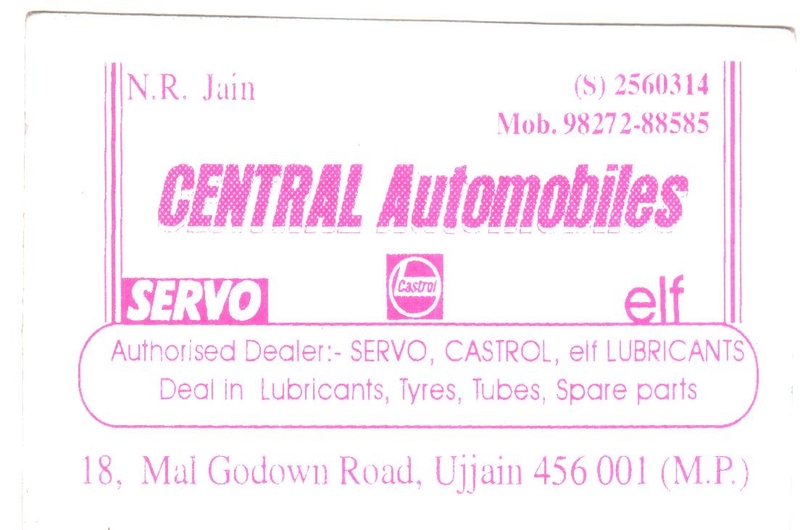 N.R. Jain
(S) 2560314
Mob. 98272-88585
CENTRAL Automobiles
SERVO
Castrol
elf
Authorised Dealer:- SERVO, CASTROL, elf LUBRICANTS
Deal in Lubricants, Tyres, Tubes, Spare parts
18, Mal Godown Road, Ujjain 456 001 (M.P.)